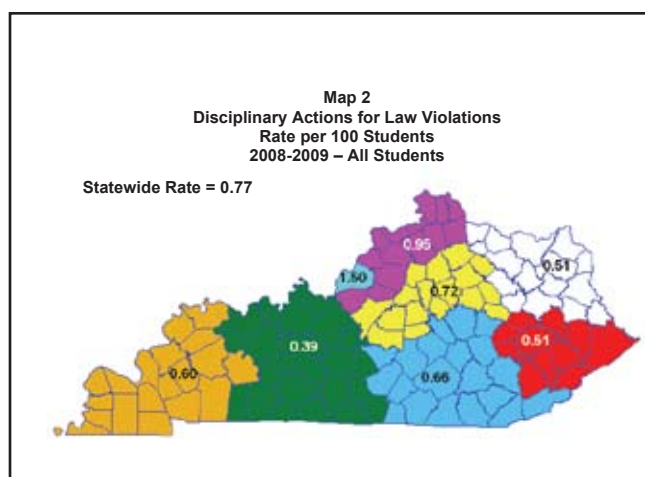 Map 2
Disciplinary Actions for Law Violations
Rate per 100 Students
2008-2009 – All Students
Statewide Rate = 0.77
0.95
0.51
1.50
0.72
0.51
0.39
0.60
0.66